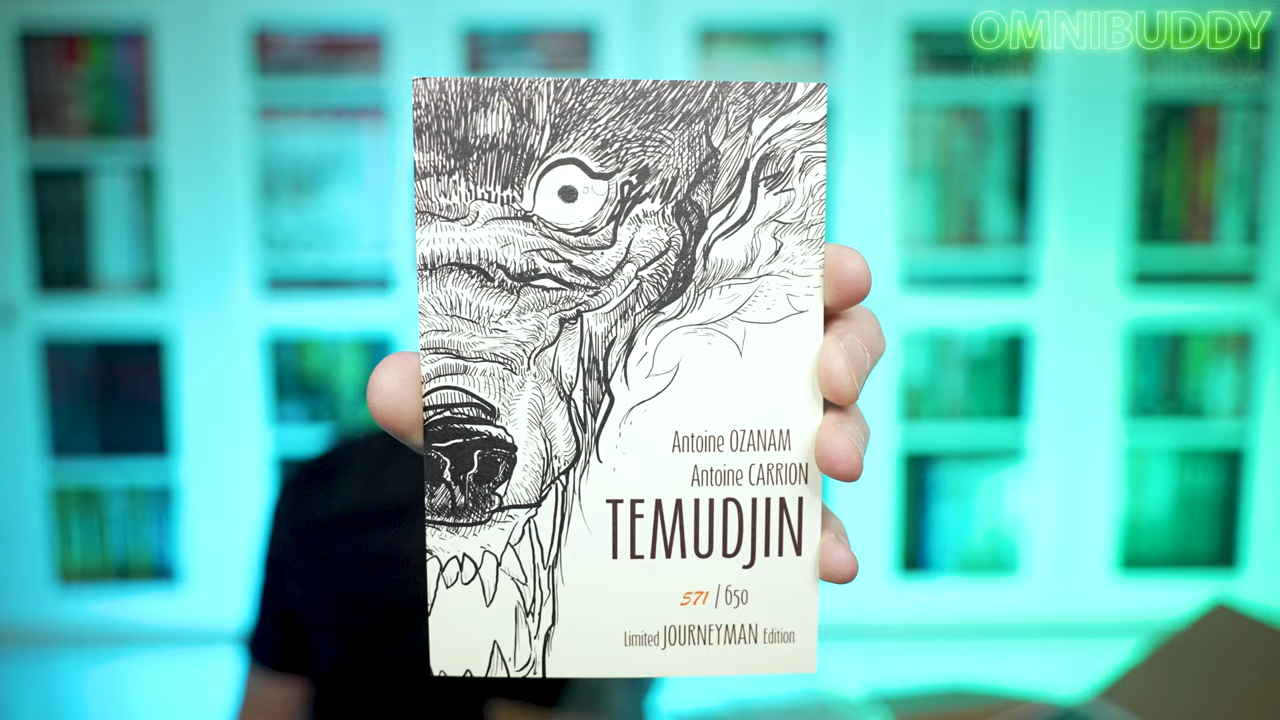 OMNIBUDDY
Antoine OZANAM
Antoine CARRION
TEMUDJIN
571 / 650
Limited JOURNEYMAN Edition